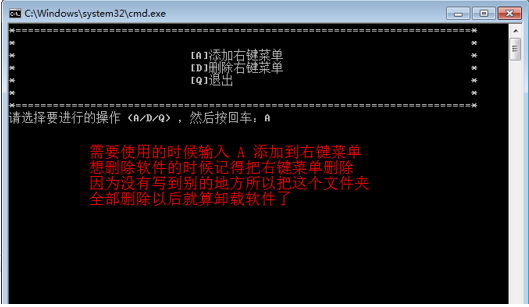 C:\Windows\system32\cmd.exe
*=========================================================*
* *
* [A]添加右键菜单 *
* [D]删除右键菜单 *
* [Q]退出 *
* *
*=========================================================*
请选择要进行的操作 (A/D/Q) ，然后按回车：A
需要使用的时候输入 A 添加到右键菜单
想删除软件的时候记得把右键菜单删除
因为没有写到别的地方所以把这个文件夹
全部删除以后就算卸载软件了